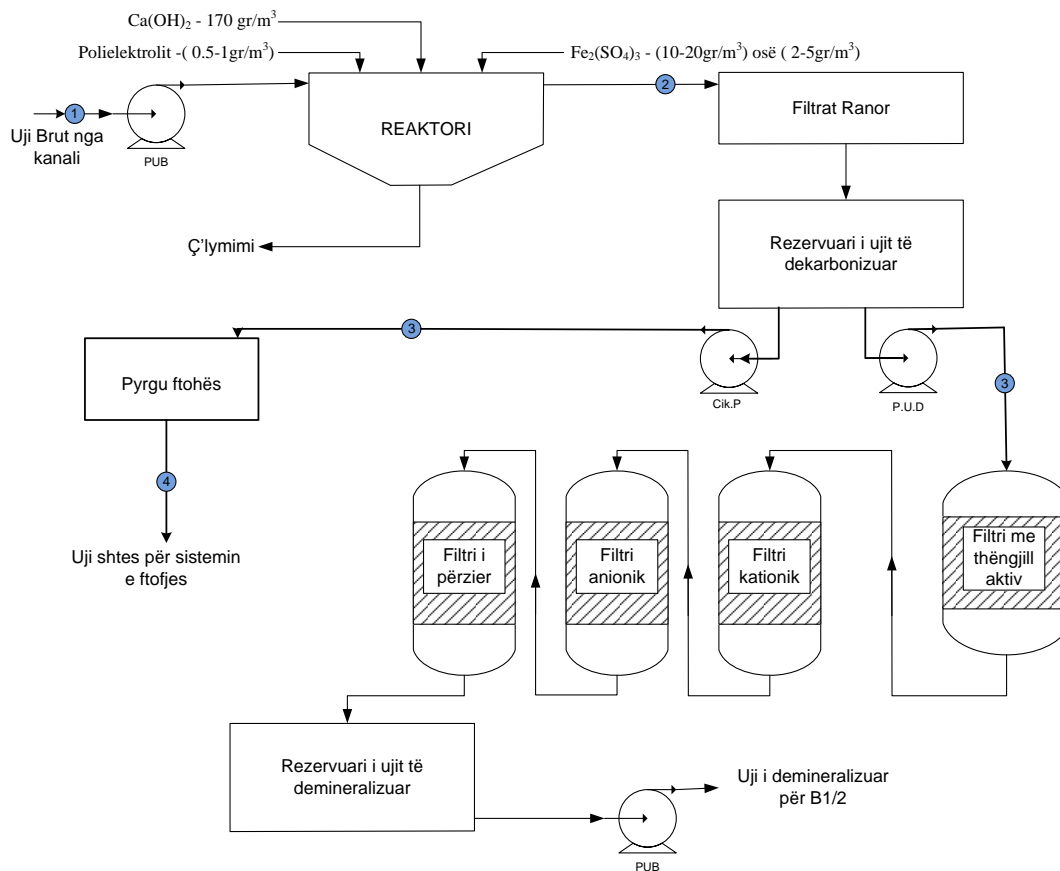 Ca(OH)₂ - 170 gr/m³
Polielektrolit -( 0.5-1gr/m³)
Fe₂(SO₄)₃ - (10-20gr/m³) osë ( 2-5gr/m³)
1
2
Uji Brut nga
kanali
PUB
REAKTORI
Filtrat Ranor
Ç'lymimi
Rezervuari i ujit të
dekarbonizuar
3
Pyrgu ftohës
Cik.P
P.U.D
3
4
Uji shtes për sistemin
e ftofjes
Filtri i
përzier
Filtri
anionik
Filtri
kationik
Filtri me
thëngjill
aktiv
Rezervuari i ujit të
demineralizuar
Uji i demineralizuar
për B1/2
PUB